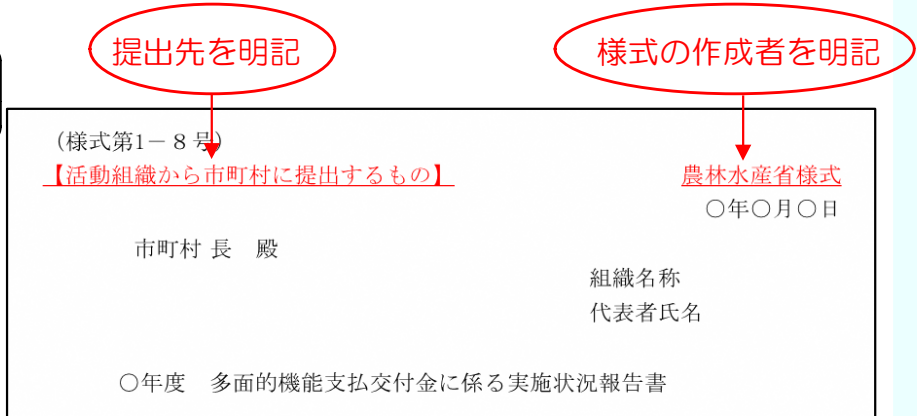 提出先を明記
様式の作成者を明記
(様式第1-8号)
【活動組織から市町村に提出するもの】 農林水産省様式
○年○月○日
市町村 長 殿
組織名称
代表者氏名
○年度 多面的機能支払交付金に係る実施状況報告書